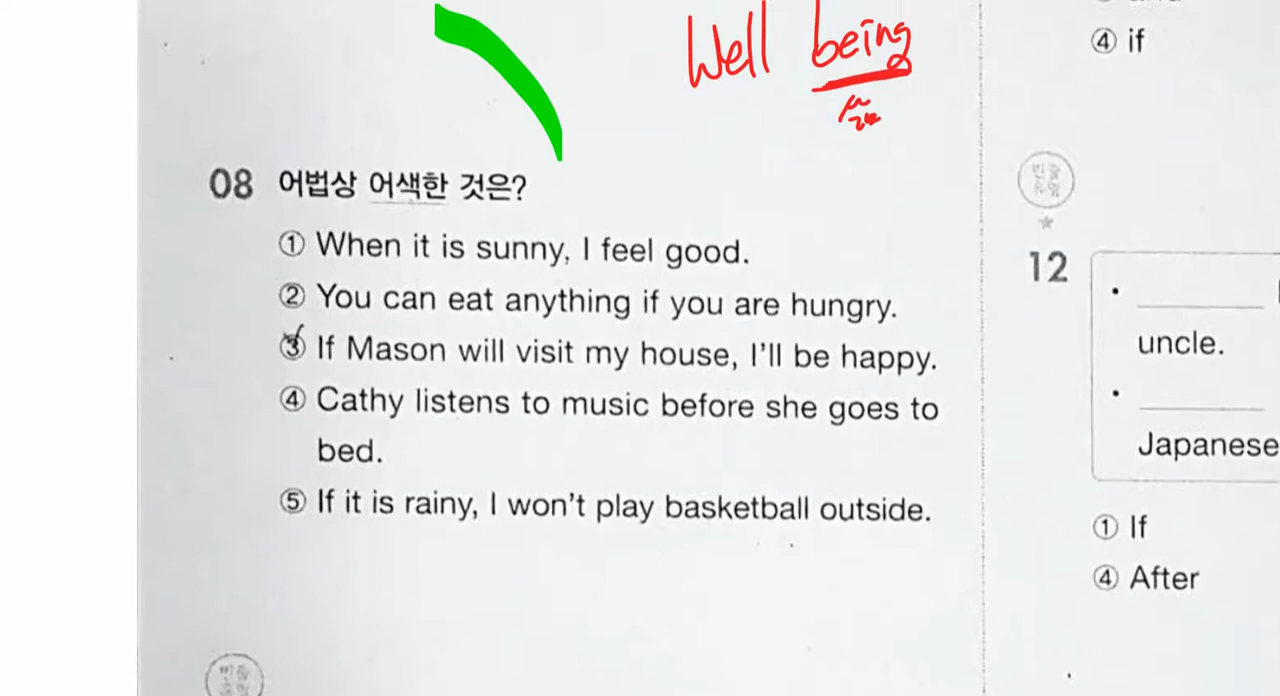 Well being
④ if
08 어법상 어색한 것은?
① When it is sunny, I feel good.
② You can eat anything if you are hungry.
③ If Mason will visit my house, I'll be happy.
④ Cathy listens to music before she goes to
bed.
⑤ If it is rainy, I won't play basketball outside.
12
uncle.
Japanese
① If
④ After